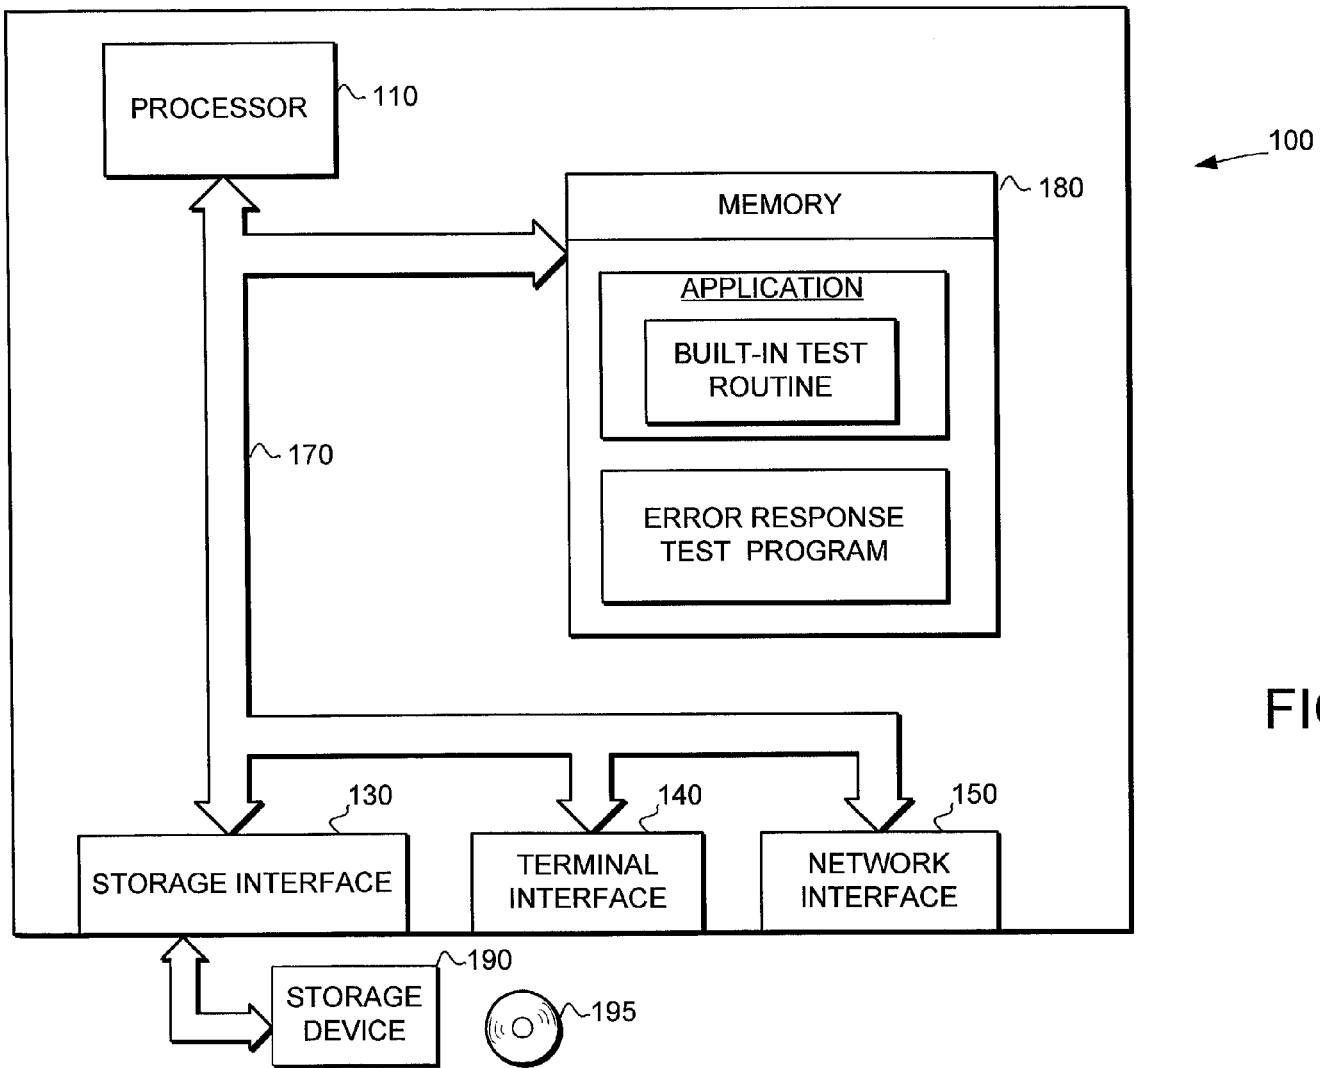 PROCESSOR
110
100
MEMORY
180
APPLICATION
BUILT-IN TEST
ROUTINE
170
ERROR RESPONSE
TEST PROGRAM
FIG
130
140
150
STORAGE INTERFACE
TERMINAL
INTERFACE
NETWORK
INTERFACE
190
STORAGE
DEVICE
195